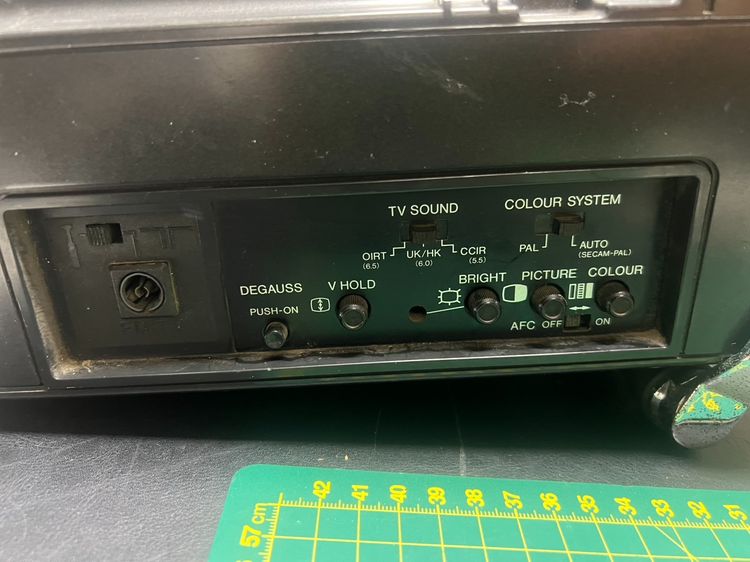 TV SOUND
OIRT
(6.5)
UK/HK
(6.0)
CCIR
(5.5)
COLOUR SYSTEM
PAL
AUTO
(SECAM-PAL)
DEGAUSS
PUSH-ON
V HOLD
BRIGHT
PICTURE
COLOUR
AFC OFF ON
42 41 40 39 38 37 36 35 34 33 32 31
57 cm